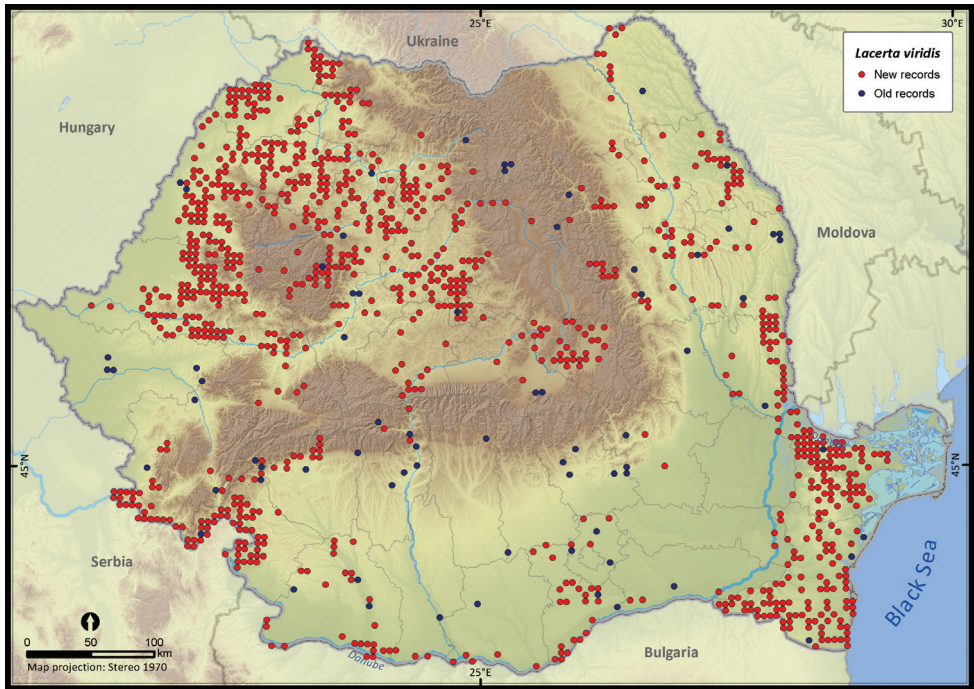 25°E
30°E
Ukraine
Lacerta viridis
New records
Old records
Hungary
Moldova
45°N
45°N
Serbia
Black Sea
0 50 100
km
Map projection: Stereo 1970
Danube
Bulgaria
25°E